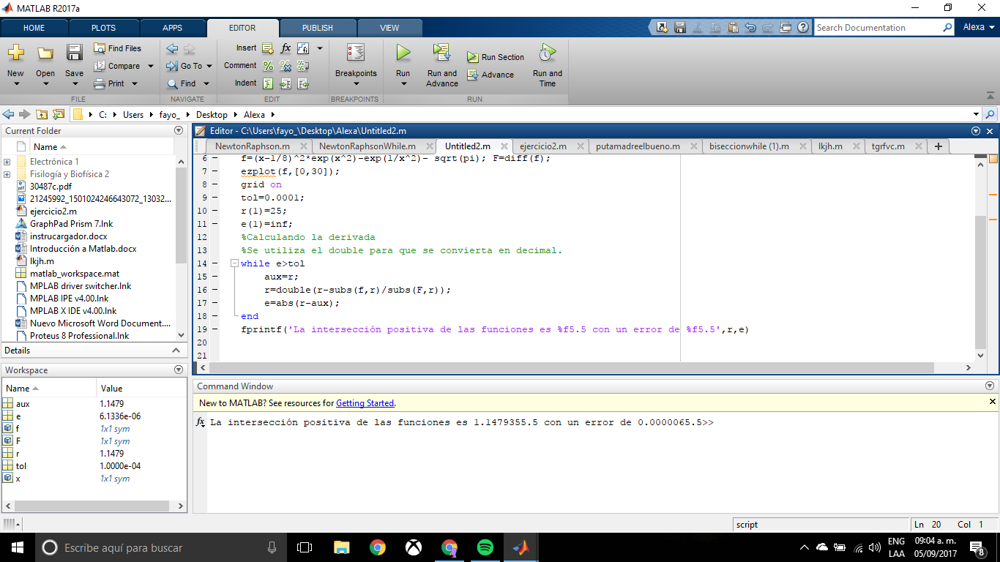 MATLAB R2017a
HOME PLOTS APPS EDITOR PUBLISH VIEW Search Documentation Alexa
New Open Save Find Files Compare Print
Go To Find
Insert fx Comment Indent
Breakpoints
Run Run and Advance Run Section Advance Run and Time
FILE NAVIGATE EDIT BREAKPOINTS RUN
C: Users fayo_ Desktop Alexa
Current Folder
Name
Electrónica 1
Fisilogía y Biofísica 2
30487c.pdf
21245992_1501024246643072_13032...
ejercicio2.m
GraphPad Prism 7.lnk
instrucargador.docx
Introducción a Matlab.docx
lkjh.m
matlab_workspace.mat
MPLAB driver switcher.lnk
MPLAB IPE v4.00.lnk
MPLAB X IDE v4.00.lnk
Nuevo Microsoft Word Document....
Proteus 8 Professional.lnk
Details
Workspace
Name Value
aux 1.1479
e 6.1336e-06
f 1x1 sym
F 1x1 sym
r 1.1479
tol 1.0000e-04
x 1x1 sym
Editor - C:\Users\fayo_\Desktop\Alexa\Untitled2.m
NewtonRaphson.m NewtonRaphsonWhile.m Untitled2.m ejercicio2.m putamadreelbueno.m biseccionwhile (1).m lkjh.m tgrfvc.m
6 – f=(x-1/8)^2*exp(x^2)-exp(1/x^2)- sqrt(pi); F=diff(f);
7 – ezplot(f,[0,30]);
8 – grid on
9 – tol=0.0001;
10 – r(1)=25;
11 – e(1)=inf;
12 %Calculando la derivada
13 %Se utiliza el double para que se convierta en decimal.
14 – while e>tol
15 – aux=r;
16 – r=double(r-subs(f,r)/subs(F,r));
17 – e=abs(r-aux);
18 – end
19 – fprintf('La intersección positiva de las funciones es %f5.5 con un error de %f5.5',r,e)
20
21
Command Window
New to MATLAB? See resources for Getting Started.
fx La intersección positiva de las funciones es 1.1479355.5 con un error de 0.0000065.5>>
script Ln 20 Col 1
Escribe aquí para buscar
ENG 09:04 a. m.
LAA 05/09/2017 8